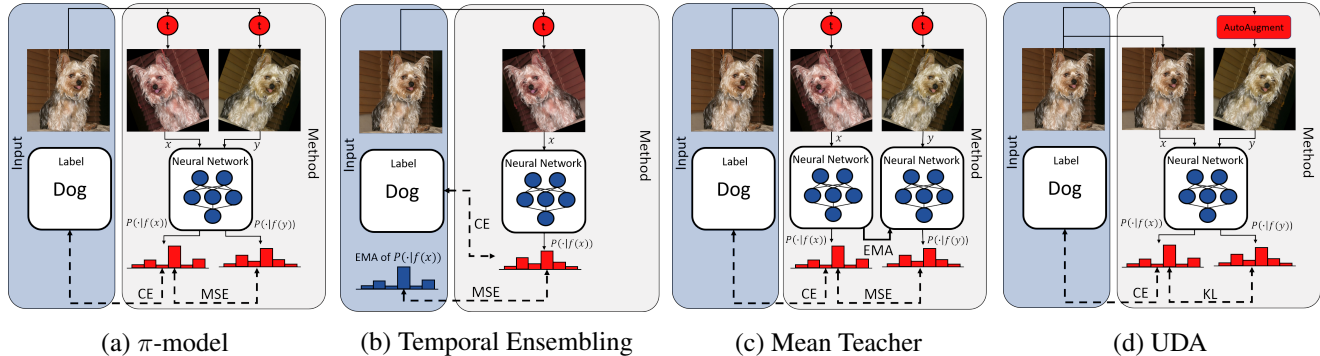 t
t
Input
Method
x
y
Label
Dog
Neural Network
P(·|f(x))
P(·|f(y))
CE
MSE
(a) π-model
t
Input
Method
x
Label
Dog
Neural Network
CE
P(·|f(x))
EMA of P(·|f(x))
MSE
(b) Temporal Ensembling
t
t
Input
Method
x
y
Label
Dog
Neural Network
Neural Network
P(·|f(x))
EMA
P(·|f(y))
CE
MSE
(c) Mean Teacher
AutoAugment
Input
Method
x
y
Label
Dog
Neural Network
P(·|f(x))
P(·|f(y))
CE
KL
(d) UDA